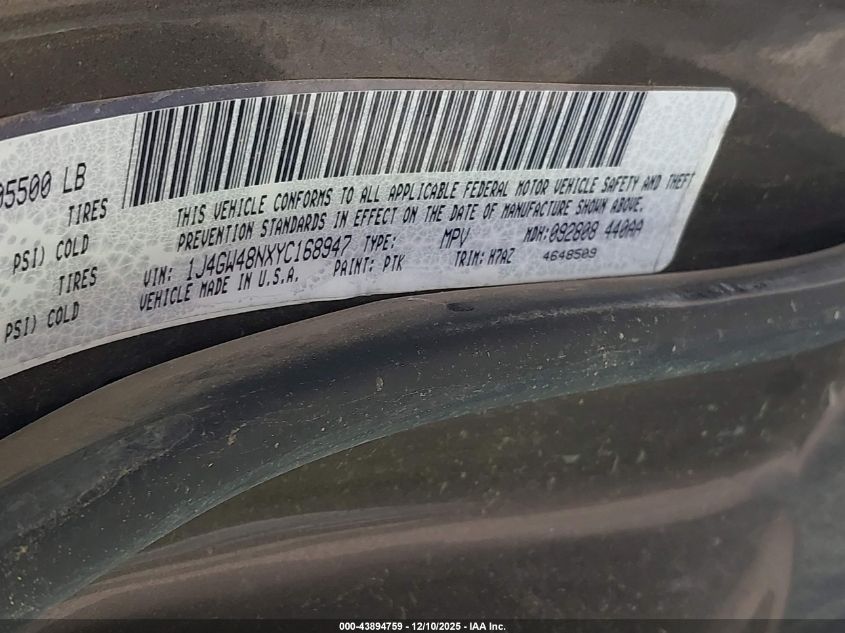 05500 LB
TIRES
PSI) COLD
TIRES
PSI) COLD
THIS VEHICLE CONFORMS TO ALL APPLICABLE FEDERAL MOTOR VEHICLE SAFETY AND THEFT
PREVENTION STANDARDS IN EFFECT ON THE DATE OF MANUFACTURE SHOWN ABOVE.
VIN: 1J4GW48NXYC168947 TYPE: MPV MDH: 092808 440AA
VEHICLE MADE IN U.S.A. PAINT: PTK TRIM: M7AZ 4648509
000-43894759 — 12/10/2025 — IAA Inc.